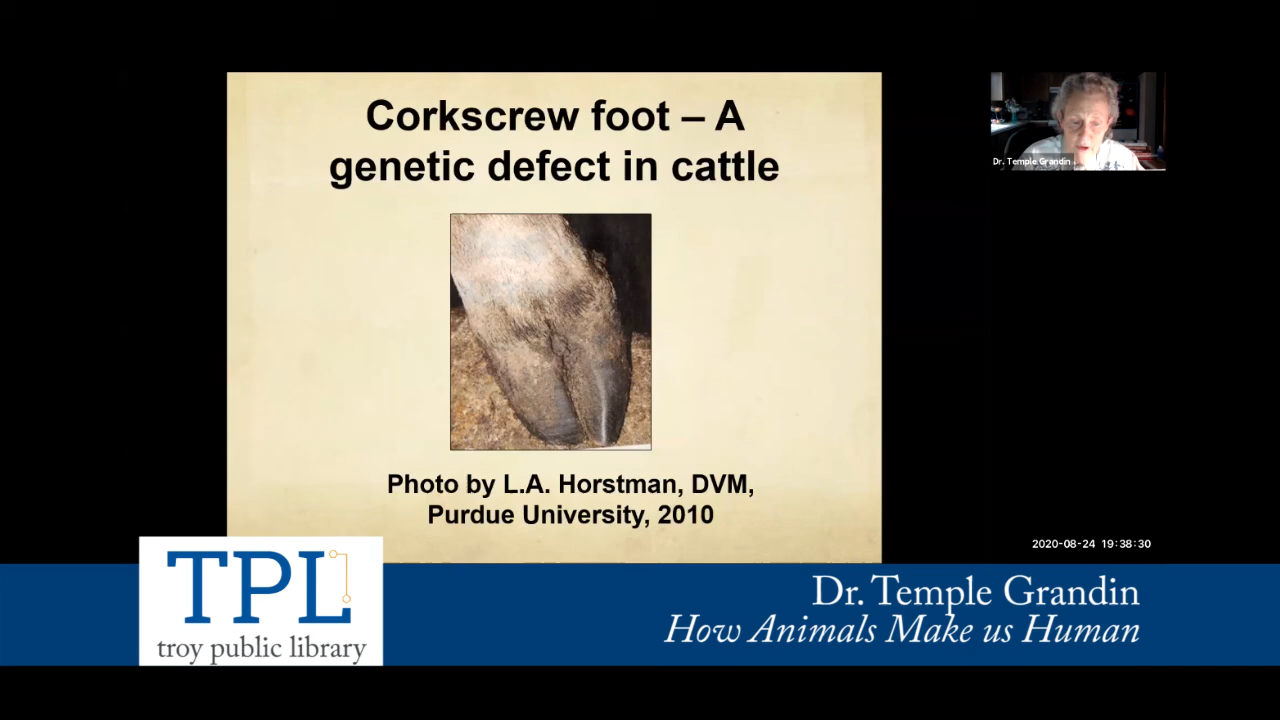 Corkscrew foot – A
genetic defect in cattle
Dr. Temple Grandin
Photo by L.A. Horstman, DVM,
Purdue University, 2010
2020-08-24 19:38:30
TPL
troy public library
Dr. Temple Grandin
How Animals Make us Human